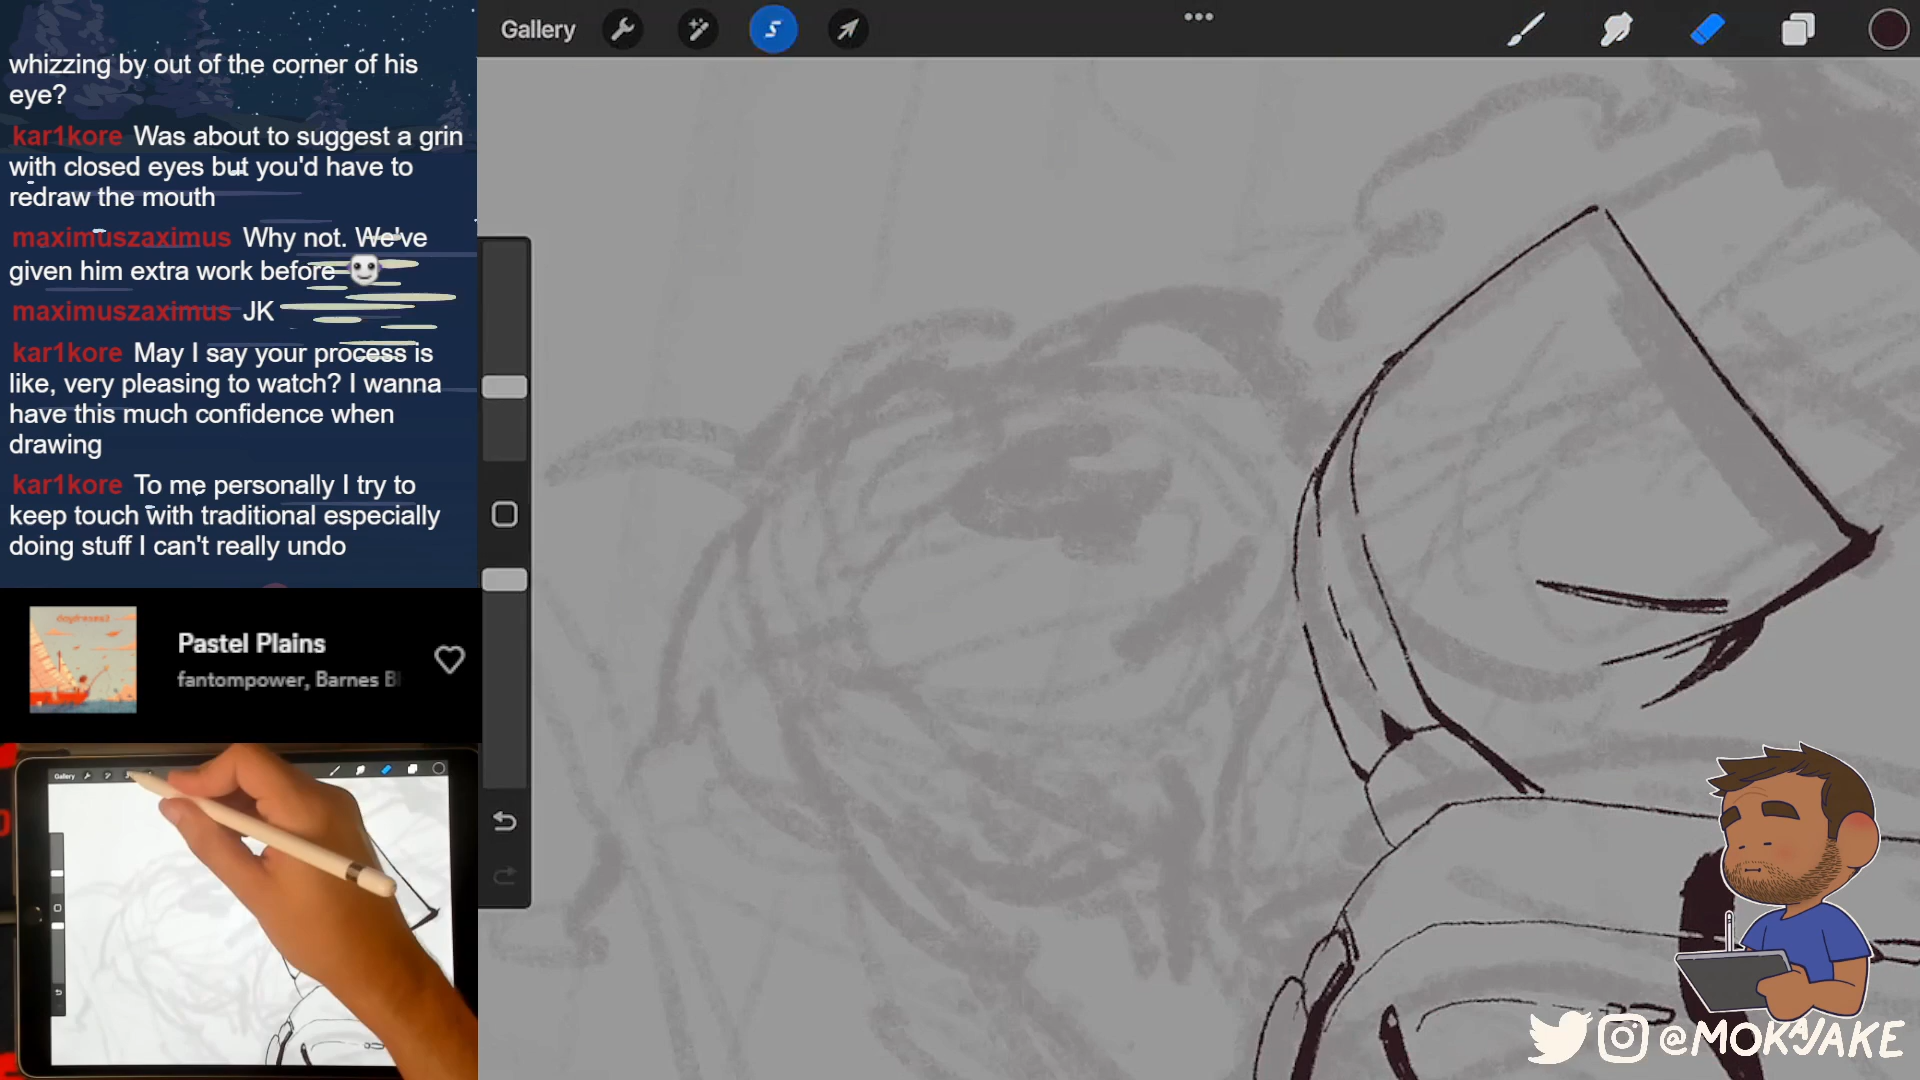 Gallery
whizzing by out of the corner of his
eye?
kar1kore Was about to suggest a grin
with closed eyes but you'd have to
redraw the mouth
maximuszaximus Why not. We've
given him extra work before
maximuszaximus JK
kar1kore May I say your process is
like, very pleasing to watch? I wanna
have this much confidence when
drawing
kar1kore To me personally I try to
keep touch with traditional especially
doing stuff I can't really undo
Pastel Plains
fantompower, Barnes Bl
Gallery
@MOKAJAKE